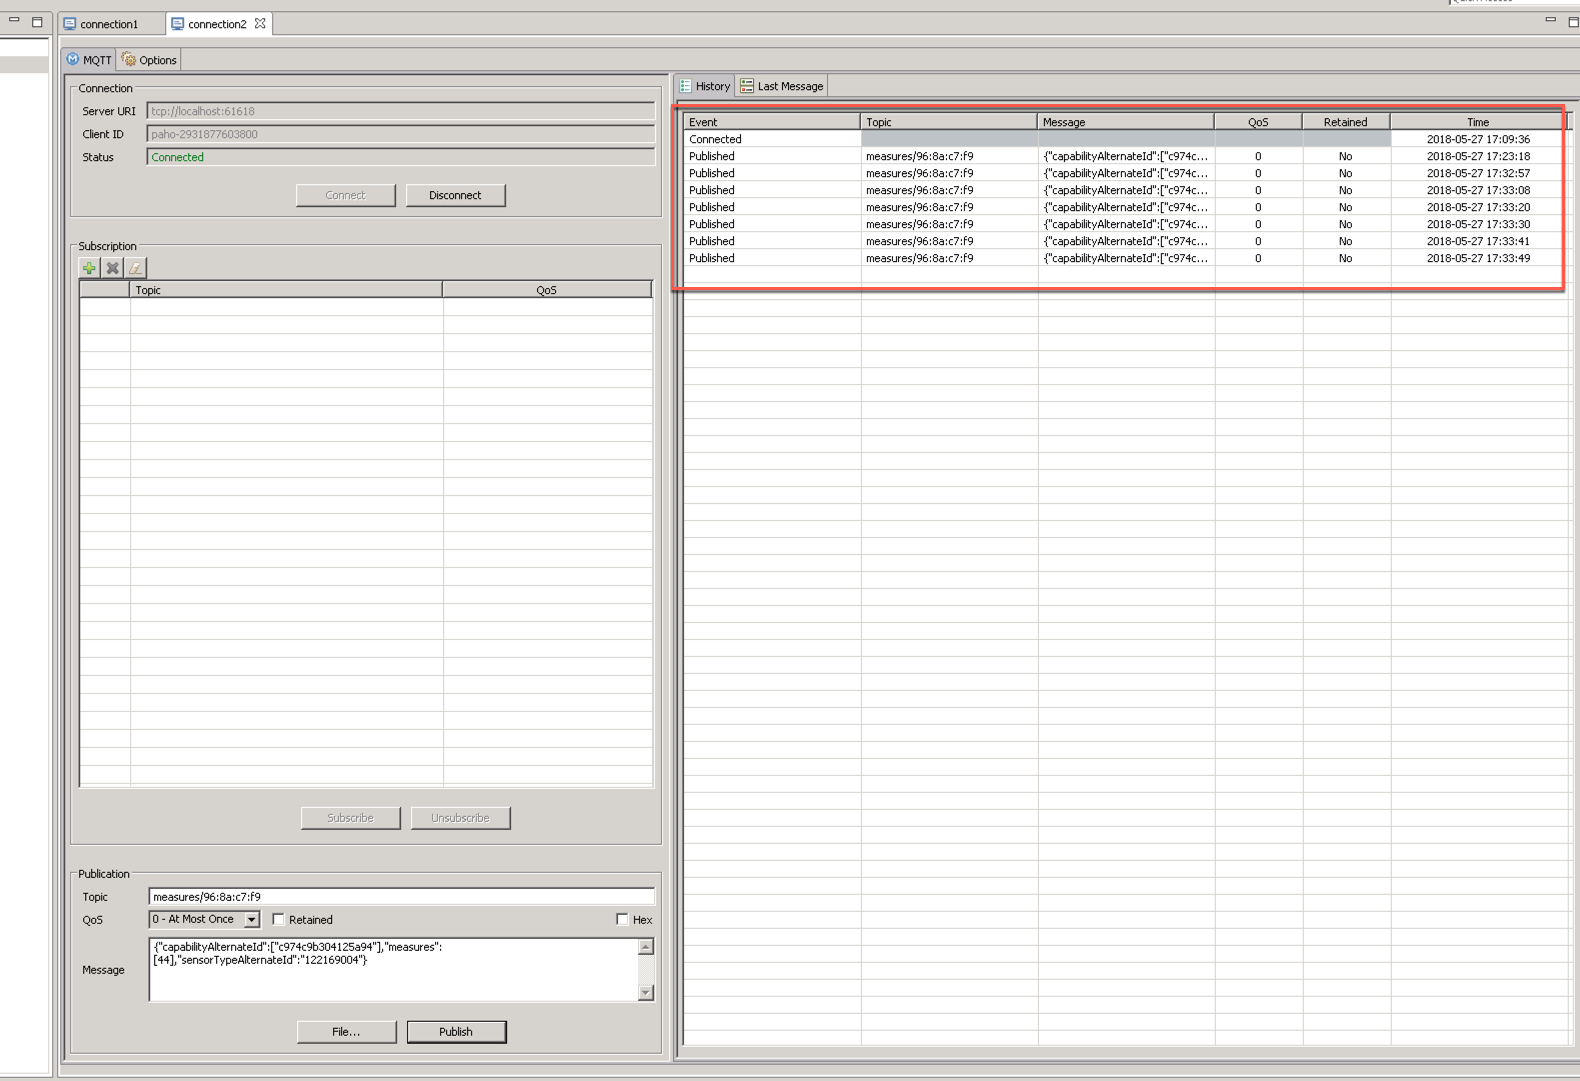 connection1
connection2
MQTT
Options
Connection
Server URI
tcp://localhost:61618
Client ID
paho-2931877603800
Status
Connected
Connect
Disconnect
Subscription
Topic
QoS
Subscribe
Unsubscribe
Publication
Topic
measures/96:8a:c7:f9
QoS
0 - At Most Once
Retained
Hex
Message
{"capabilityAlternateId":["c974c9b304125a94"],"measures":
[44],"sensorTypeAlternateId":"122169004"}
File...
Publish
History
Last Message
Event Topic Message QoS Retained Time
Connected 2018-05-27 17:09:36
Published measures/96:8a:c7:f9 {"capabilityAlternateId":["c974c... 0 No 2018-05-27 17:23:18
Published measures/96:8a:c7:f9 {"capabilityAlternateId":["c974c... 0 No 2018-05-27 17:32:57
Published measures/96:8a:c7:f9 {"capabilityAlternateId":["c974c... 0 No 2018-05-27 17:33:08
Published measures/96:8a:c7:f9 {"capabilityAlternateId":["c974c... 0 No 2018-05-27 17:33:20
Published measures/96:8a:c7:f9 {"capabilityAlternateId":["c974c... 0 No 2018-05-27 17:33:30
Published measures/96:8a:c7:f9 {"capabilityAlternateId":["c974c... 0 No 2018-05-27 17:33:41
Published measures/96:8a:c7:f9 {"capabilityAlternateId":["c974c... 0 No 2018-05-27 17:33:49